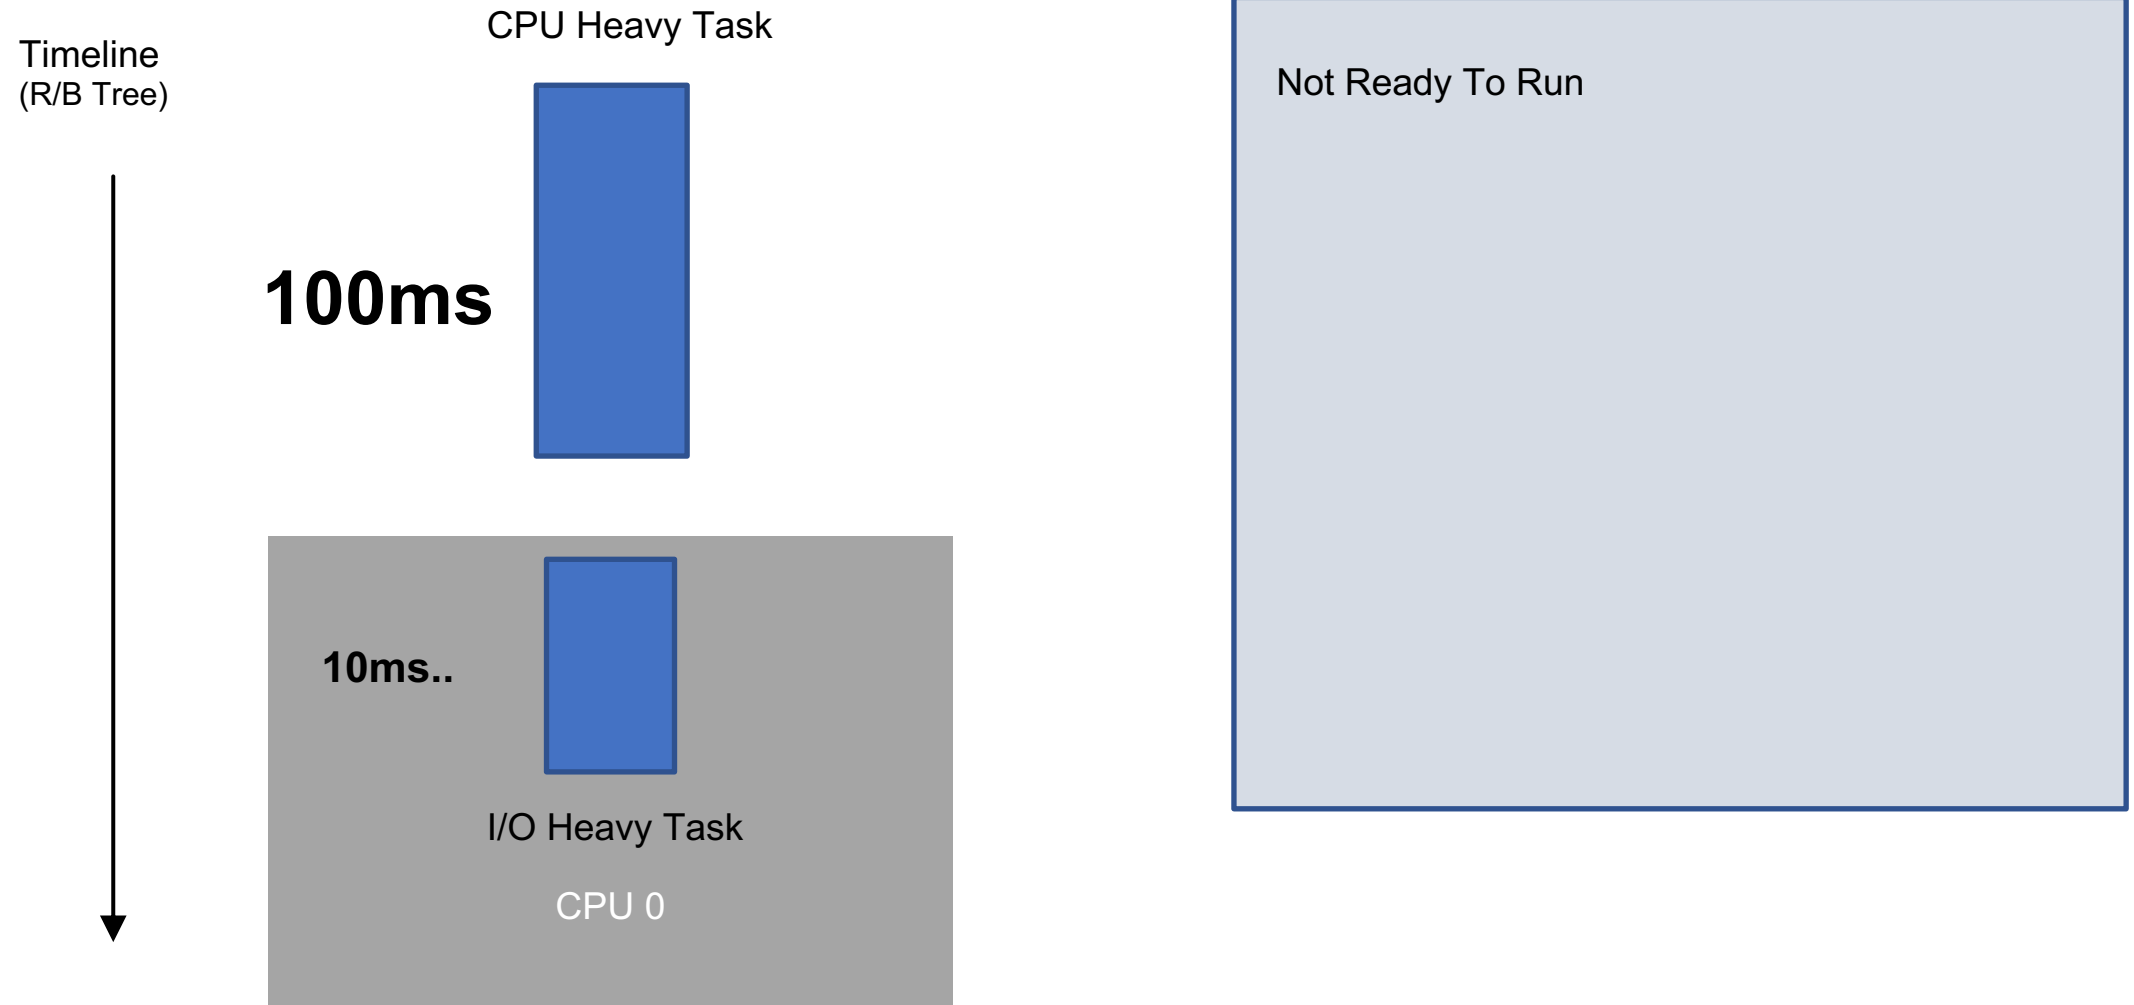 CPU Heavy Task
Timeline
(R/B Tree)
Not Ready To Run
100ms
10ms..
I/O Heavy Task
CPU 0